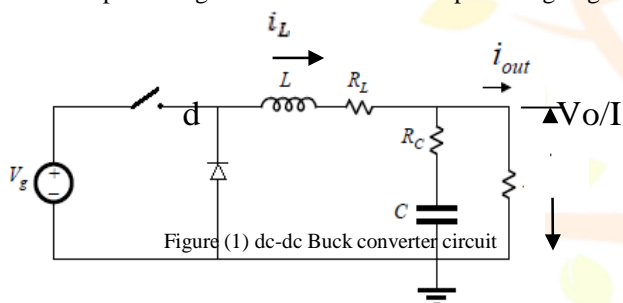 i_L
i_out
L
R_L
d
Vo/I
R_C
V_g
+
−
C
Figure (1) dc-dc Buck converter circuit